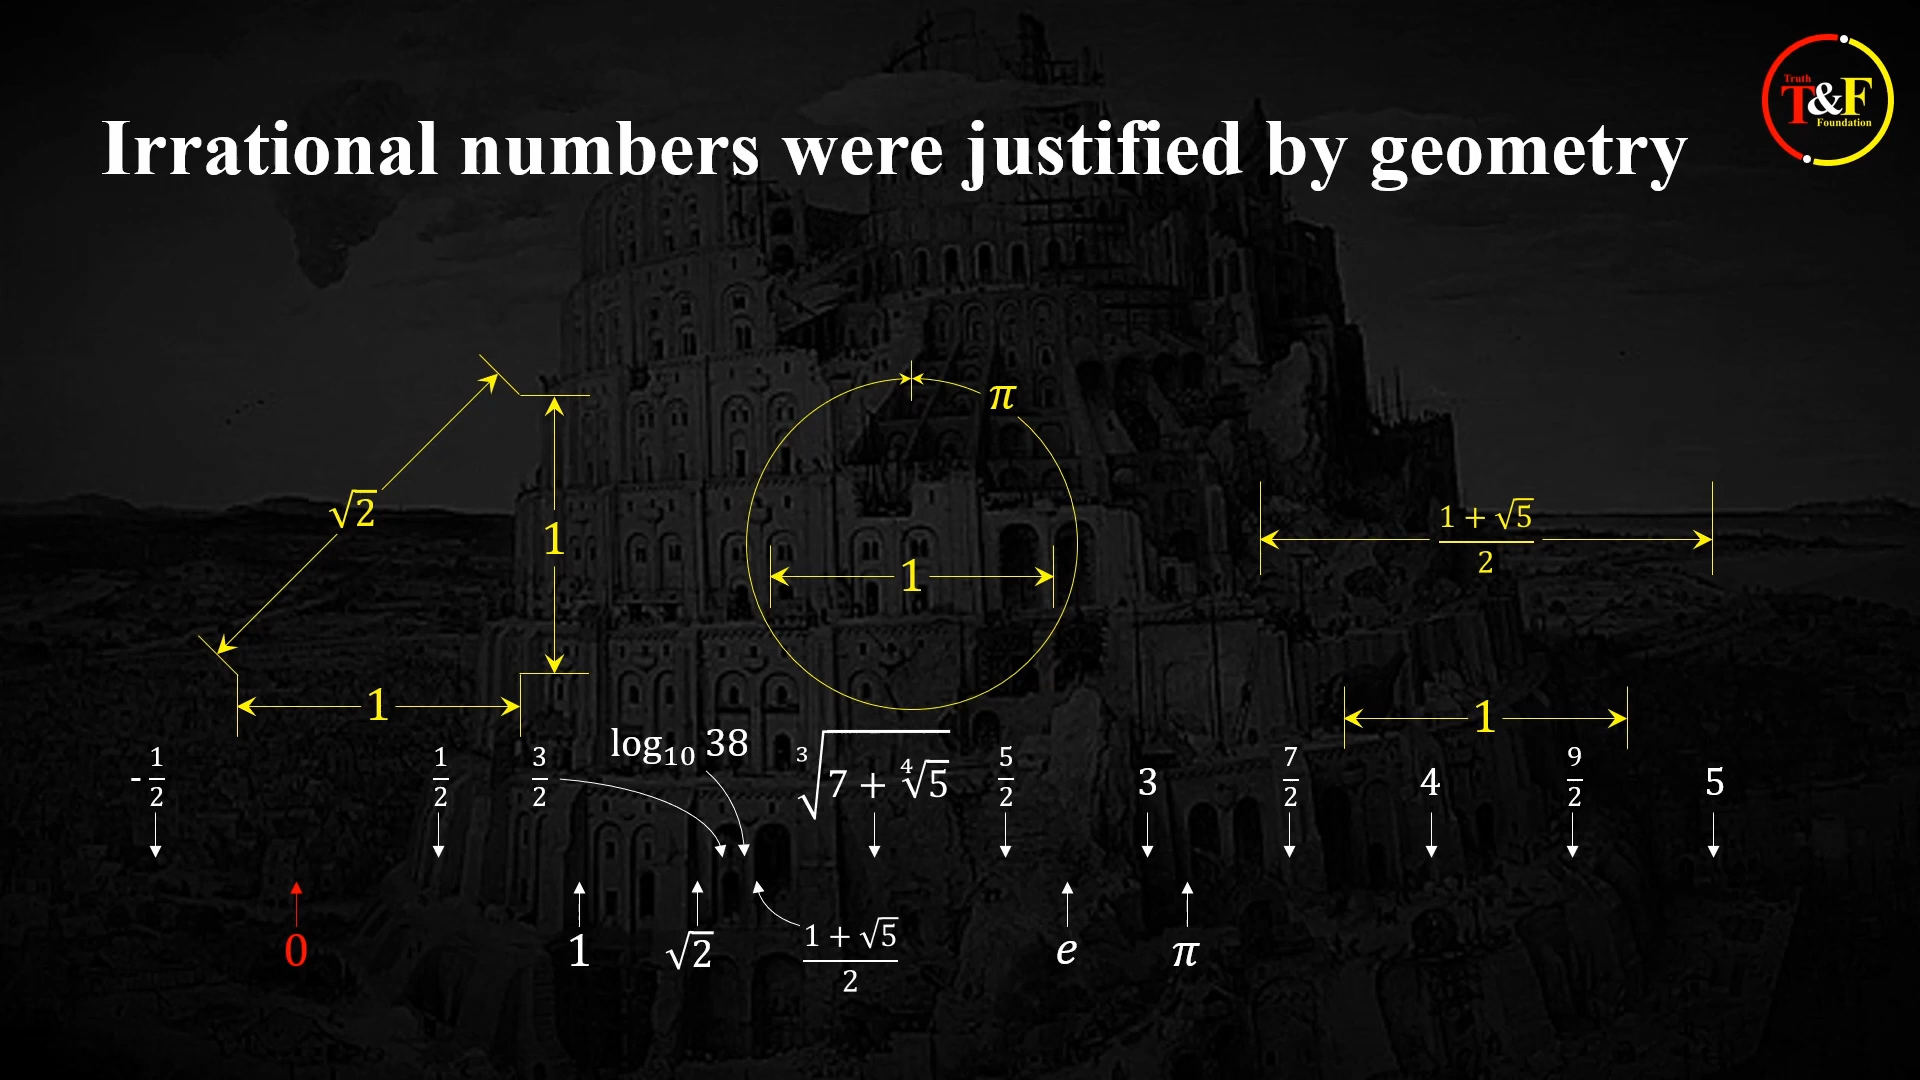 Irrational numbers were justified by geometry
Truth
T&F
Foundation
π
√2
1
1
1
(1 + √5)/2
1
-1/2
1/2
3/2
log₁₀ 38
∛(7 + ∜5)
5/2
3
7/2
4
9/2
5
0
1
√2
(1 + √5)/2
e
π